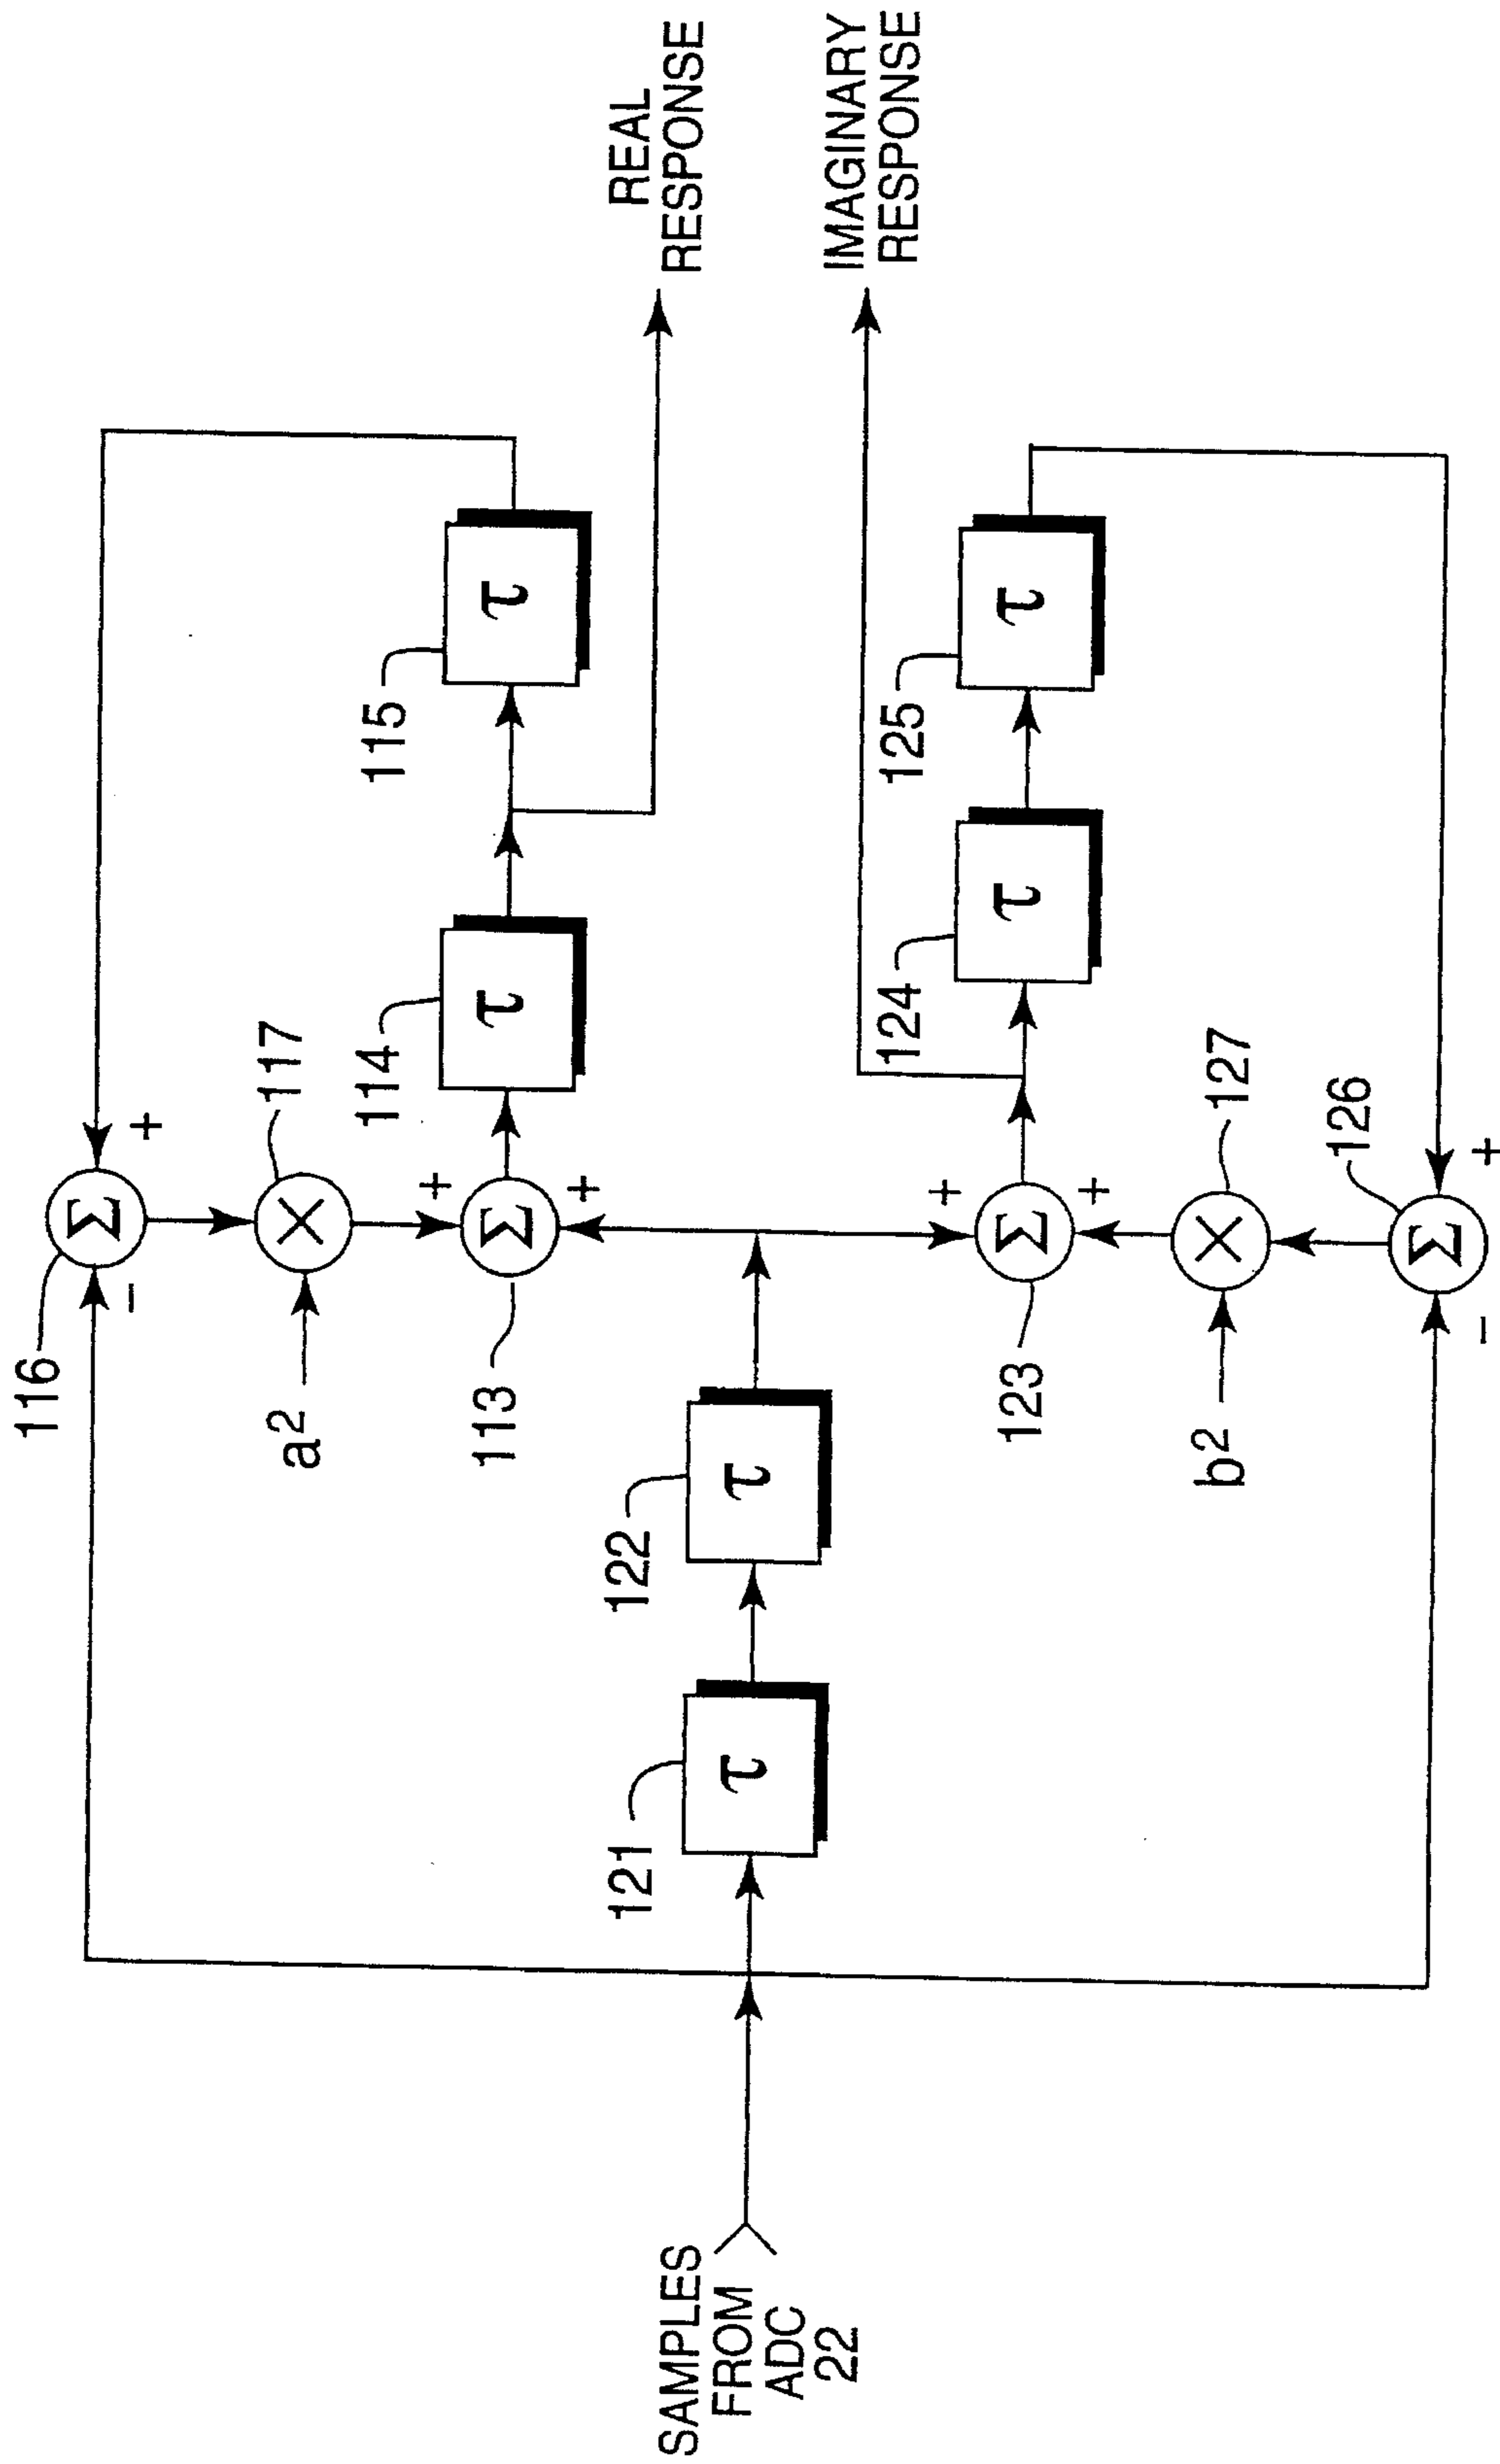 SAMPLES
FROM
ADC
22
116
+
−
a²
117
×
Σ
113
Σ
+
+
114
τ
115
τ
REAL
RESPONSE
121
τ
122
τ
IMAGINARY
RESPONSE
123
Σ
+
+
124
τ
125
τ
b²
127
×
126
Σ
+
−